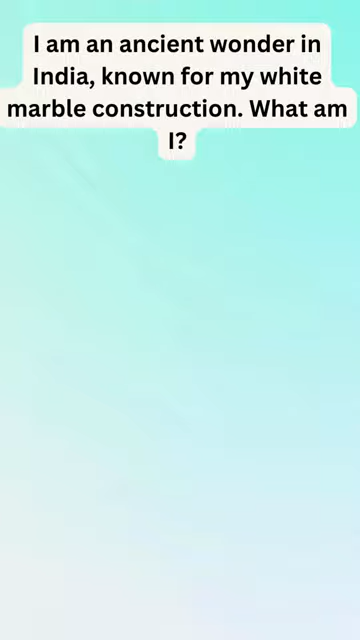 I am an ancient wonder in
India, known for my white
marble construction. What am
I?